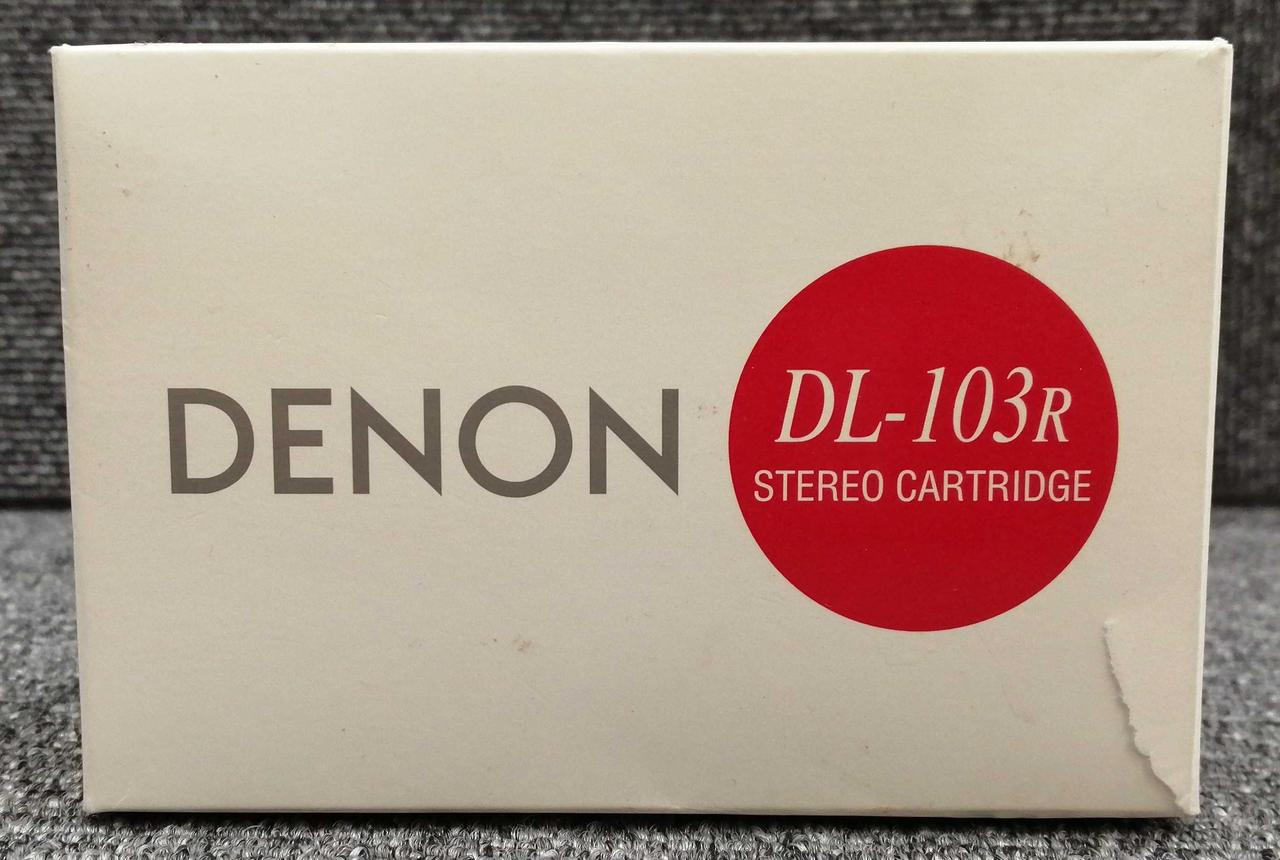 DENON
DL-103R
STEREO CARTRIDGE